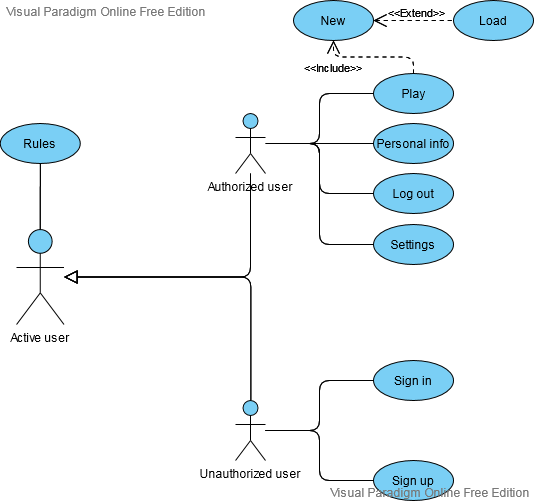 Visual Paradigm Online Free Edition
New
<<Extend>>
Load
<<Include>>
Play
Rules
Personal info
Authorized user
Log out
Settings
Active user
Sign in
Unauthorized user
Sign up
Visual Paradigm Online Free Edition